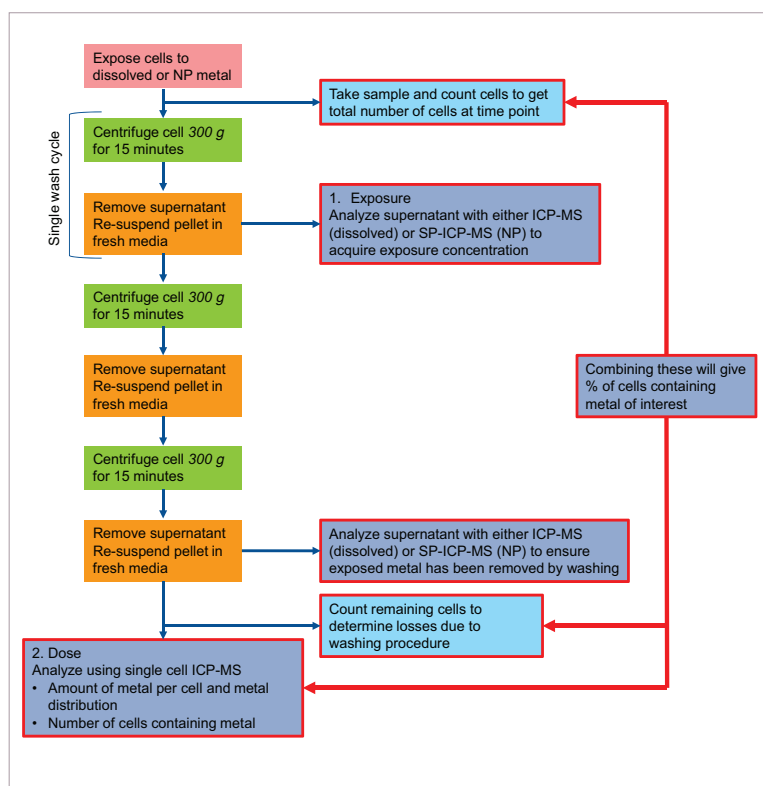 Expose cells to
dissolved or NP metal
Take sample and count cells to get
total number of cells at time point
Single wash cycle
Centrifuge cell 300 g
for 15 minutes
Remove supernatant
Re-suspend pellet in
fresh media
1. Exposure
Analyze supernatant with either ICP-MS
(dissolved) or SP-ICP-MS (NP) to
acquire exposure concentration
Centrifuge cell 300 g
for 15 minutes
Remove supernatant
Re-suspend pellet in
fresh media
Combining these will give
% of cells containing
metal of interest
Centrifuge cell 300 g
for 15 minutes
Remove supernatant
Re-suspend pellet in
fresh media
Analyze supernatant with either ICP-MS
(dissolved) or SP-ICP-MS (NP) to ensure
exposed metal has been removed by washing
Count remaining cells to
determine losses due to
washing procedure
2. Dose
Analyze using single cell ICP-MS
• Amount of metal per cell and metal
distribution
• Number of cells containing metal